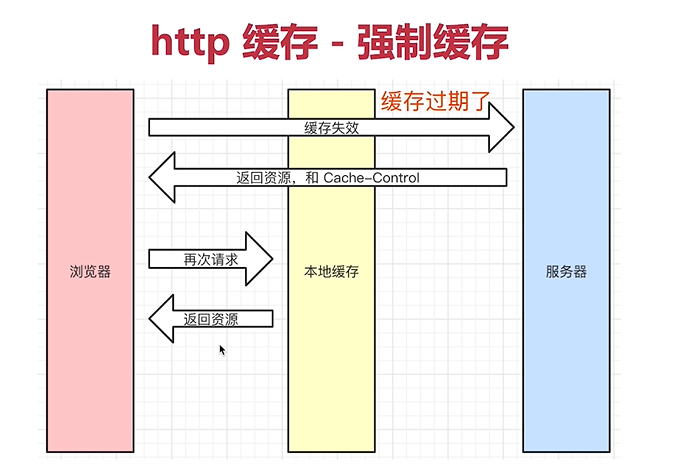 http 缓存 - 强制缓存
缓存过期了
缓存失效
返回资源，和 Cache-Control
再次请求
浏览器
本地缓存
服务器
返回资源